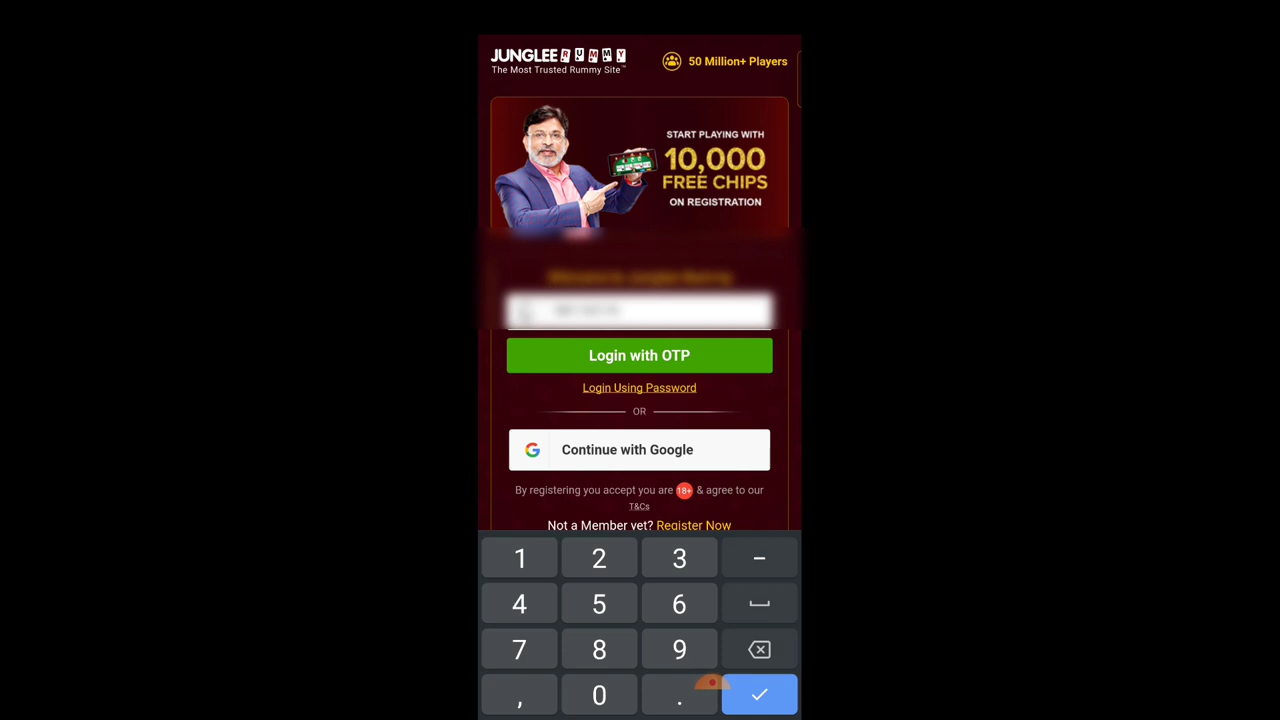 JUNGLEE RUMMY
The Most Trusted Rummy Site™
50 Million+ Players
START PLAYING WITH
10,000
FREE CHIPS
ON REGISTRATION
Login with OTP
Login Using Password
OR
Continue with Google
By registering you accept you are 18+ & agree to our
T&Cs
Not a Member yet? Register Now
1 2 3 –
4 5 6
7 8 9
, 0 .